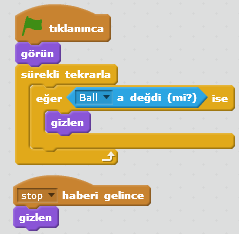 tıklanınca
görün
sürekli tekrarla
eğer Ball a değdi (mi?) ise
gizlen
stop haberi gelince
gizlen